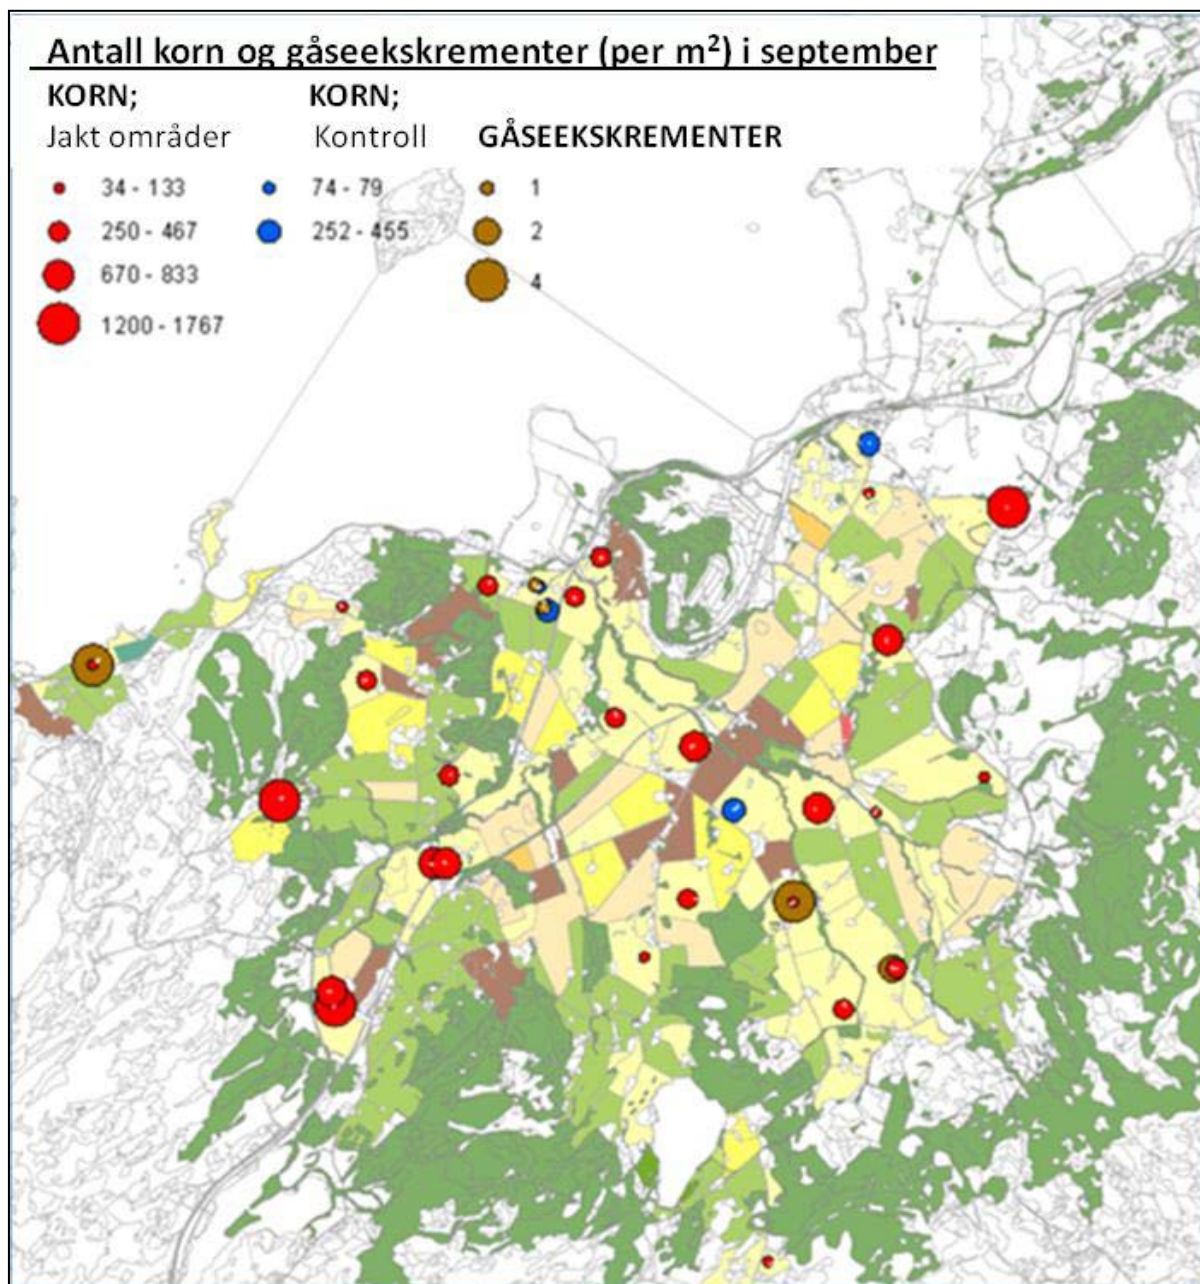 Antall korn og gåseekskrementer (per m²) i september
KORN; KORN;
Jakt områder Kontroll GÅSEEKSKREMENTER
34 - 133 74 - 79 1
250 - 467 252 - 455 2
670 - 833 4
1200 - 1767